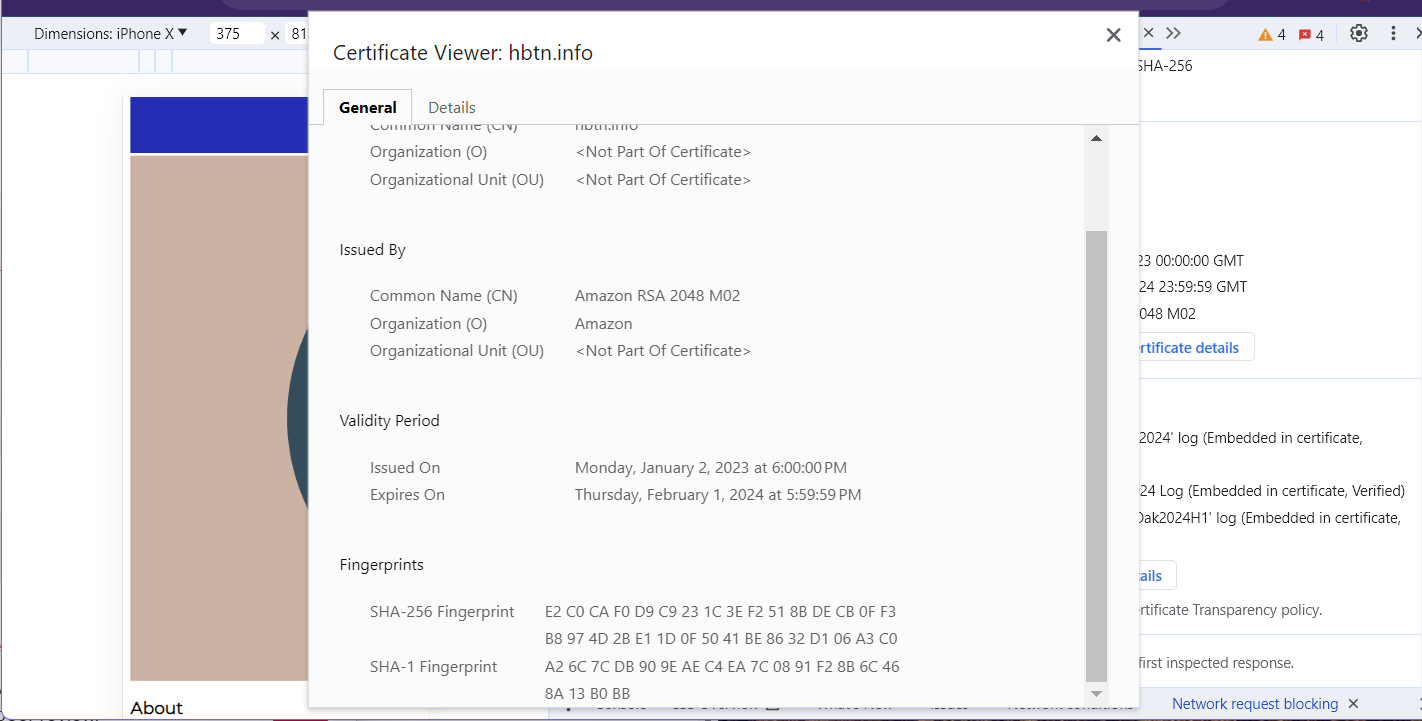 Dimensions: iPhone X ▼ 375 × 81
Certificate Viewer: hbtn.info
4 4
SHA-256
General Details
Common Name (CN) hbtn.info
Organization (O) <Not Part Of Certificate>
Organizational Unit (OU) <Not Part Of Certificate>
Issued By
23 00:00:00 GMT
24 23:59:59 GMT
Common Name (CN) Amazon RSA 2048 M02
048 M02
Organization (O) Amazon
Organizational Unit (OU) <Not Part Of Certificate>
ertificate details
Validity Period
2024' log (Embedded in certificate,
Issued On Monday, January 2, 2023 at 6:00:00 PM
Expires On Thursday, February 1, 2024 at 5:59:59 PM
24 Log (Embedded in certificate, Verified)
Oak2024H1' log (Embedded in certificate,
Fingerprints
ails
SHA-256 Fingerprint E2 C0 CA F0 D9 C9 23 1C 3E F2 51 8B DE CB 0F F3
B8 97 4D 2B E1 1D 0F 50 41 BE 86 32 D1 06 A3 C0
ertificate Transparency policy.
SHA-1 Fingerprint A2 6C 7C DB 90 9E AE C4 EA 7C 08 91 F2 8B 6C 46
8A 13 B0 BB
first inspected response.
About
Network request blocking